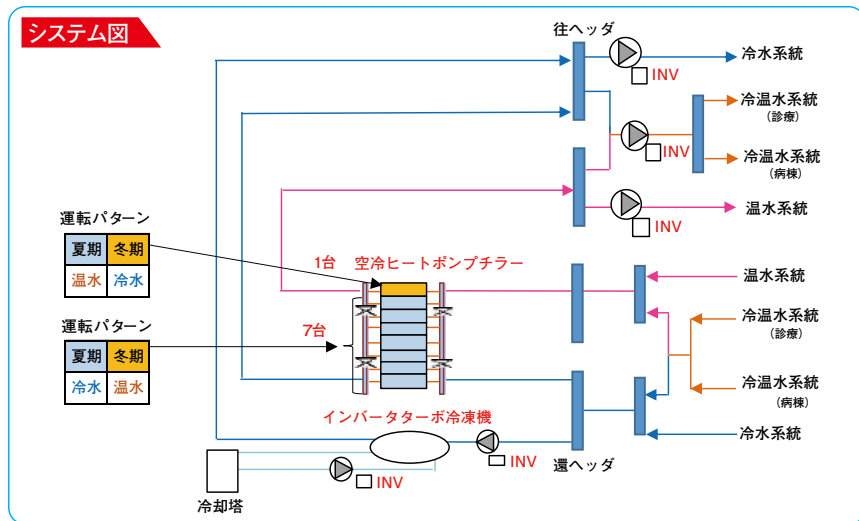 システム図
往ヘッダ
INV
冷水系統
冷温水系統
(診療)
INV
冷温水系統
(病棟)
INV
温水系統
運転パターン
夏期 冬期
温水 冷水
1台 空冷ヒートポンプチラー
運転パターン
夏期 冬期
冷水 温水
7台
温水系統
冷温水系統
(診療)
冷温水系統
(病棟)
冷水系統
インバータターボ冷凍機
INV
INV
還ヘッダ
冷却塔